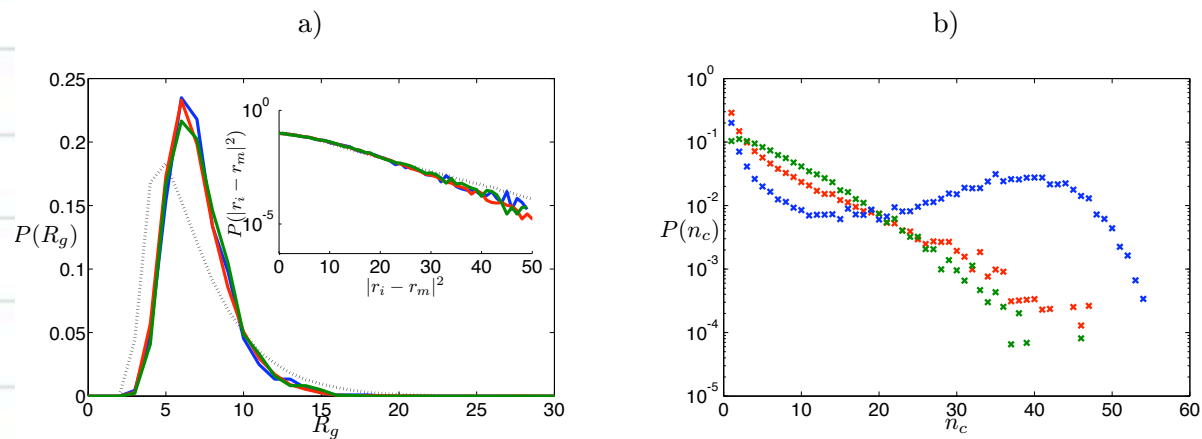 a)
0.25
0.2
0.15
0.1
0.05
0
P(R_g)
0 5 10 15 20 25 30
R_g
10^0
10^-5
P(|r_i − r_m|^2)
0 10 20 30 40 50
|r_i − r_m|^2
b)
10^0
10^-1
10^-2
10^-3
10^-4
10^-5
P(n_c)
0 10 20 30 40 50 60
n_c